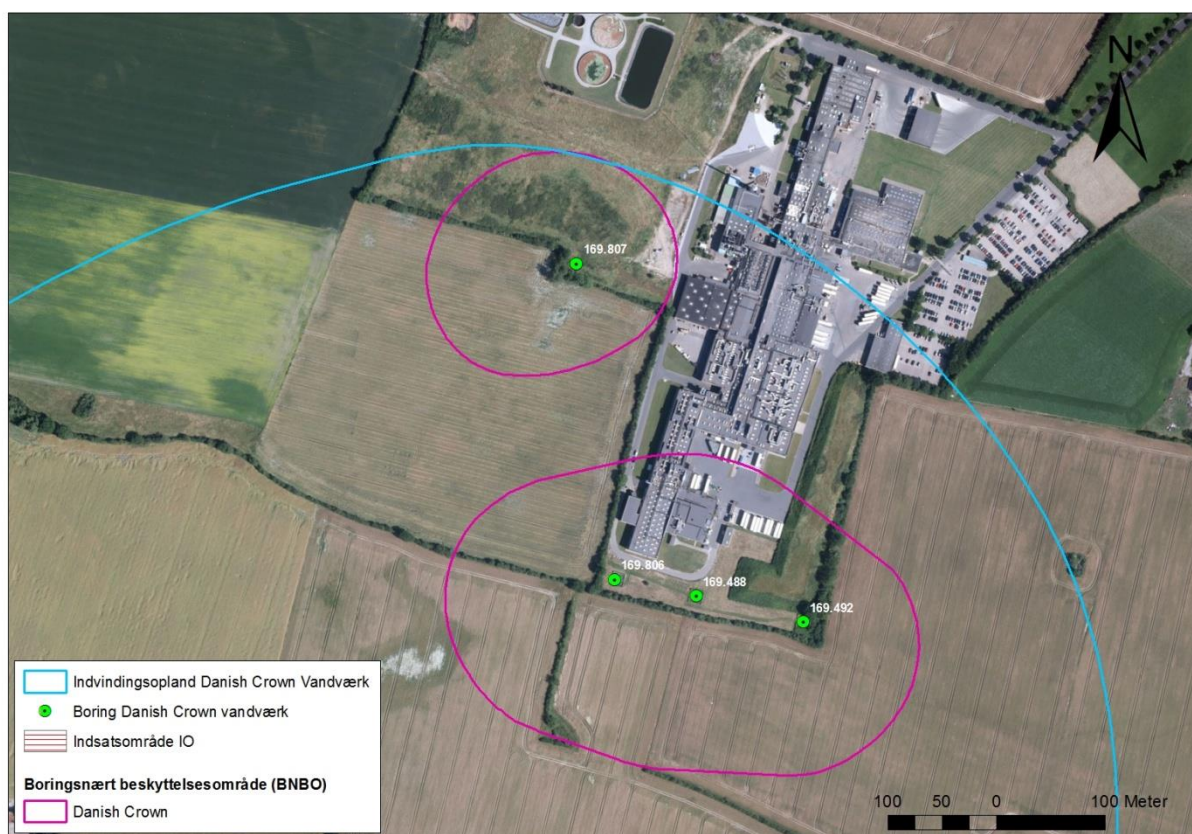 N
169.807
169.806
169.488
169.492
Indvindingsopland Danish Crown Vandværk
Boring Danish Crown vandværk
Indsatsområde IO
Boringsnært beskyttelsesområde (BNBO)
Danish Crown
100 50 0 100 Meter